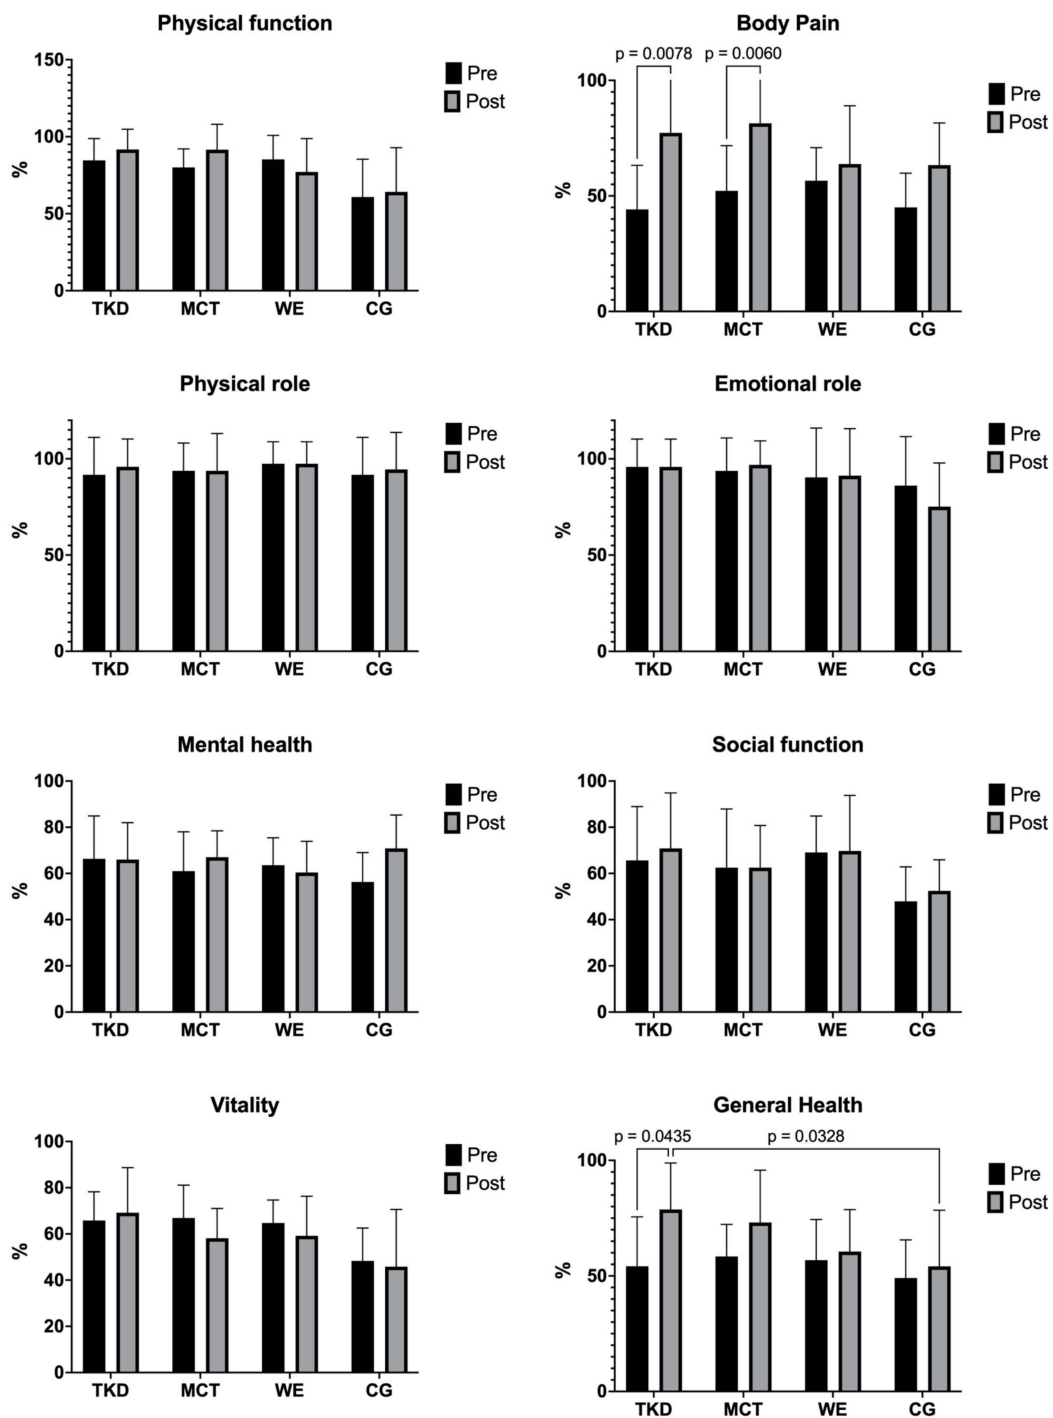 Physical function
150
100
50
0
%
TKD MCT WE CG
Pre
Post
Body Pain
p = 0.0078 p = 0.0060
100
50
0
%
TKD MCT WE CG
Pre
Post
Physical role
100
50
0
%
TKD MCT WE CG
Pre
Post
Emotional role
100
50
0
%
TKD MCT WE CG
Pre
Post
Mental health
100
80
60
40
20
0
%
TKD MCT WE CG
Pre
Post
Social function
100
80
60
40
20
0
%
TKD MCT WE CG
Pre
Post
Vitality
100
80
60
40
20
0
%
TKD MCT WE CG
Pre
Post
General Health
p = 0.0435 p = 0.0328
100
50
0
%
TKD MCT WE CG
Pre
Post